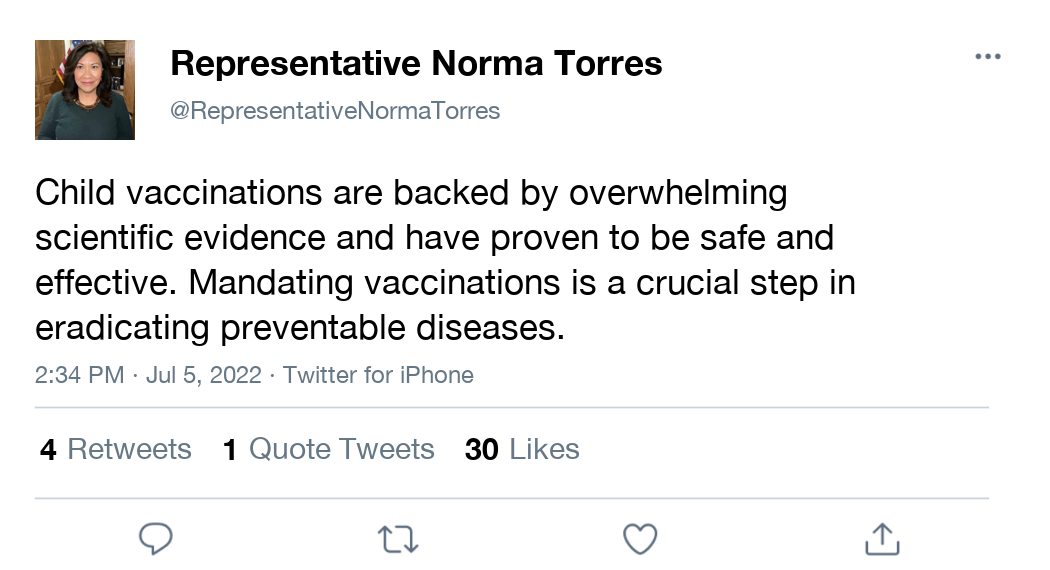 Representative Norma Torres
@RepresentativeNormaTorres
Child vaccinations are backed by overwhelming
scientific evidence and have proven to be safe and
effective. Mandating vaccinations is a crucial step in
eradicating preventable diseases.
2:34 PM · Jul 5, 2022 · Twitter for iPhone
4 Retweets 1 Quote Tweets 30 Likes